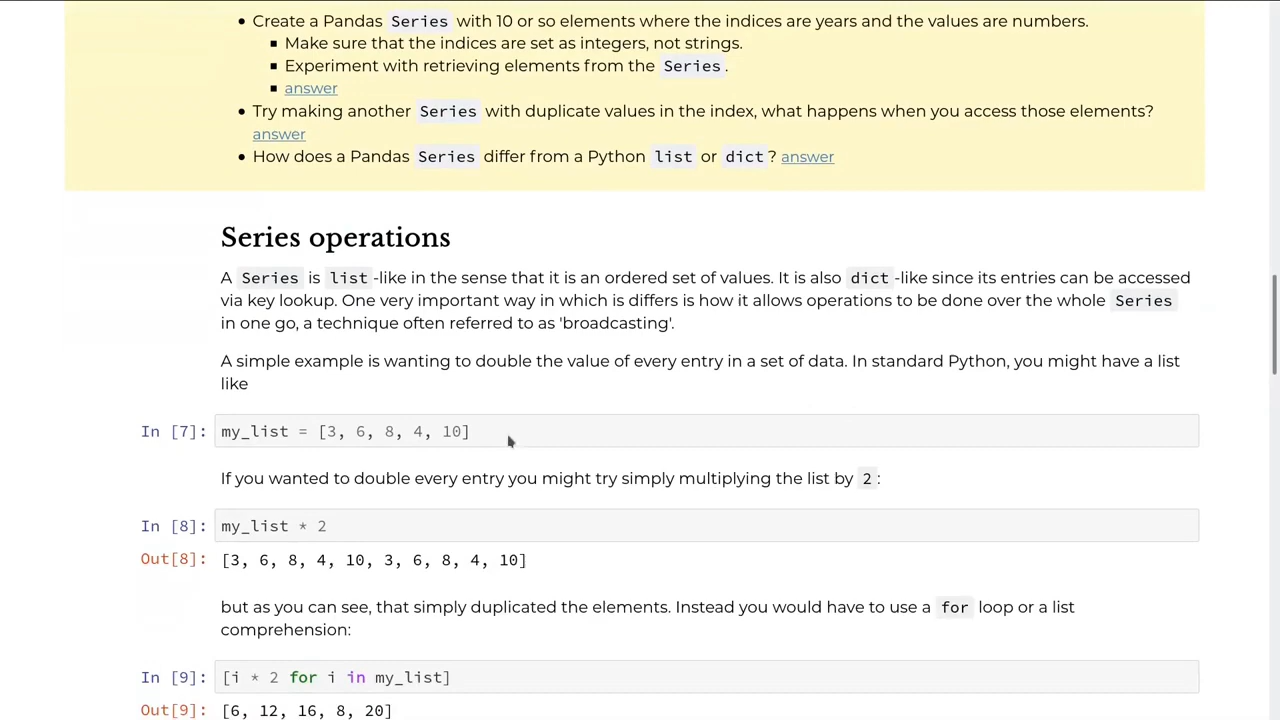 • Create a Pandas Series with 10 or so elements where the indices are years and the values are numbers.
▪ Make sure that the indices are set as integers, not strings.
▪ Experiment with retrieving elements from the Series.
▪ answer
• Try making another Series with duplicate values in the index, what happens when you access those elements?
answer
• How does a Pandas Series differ from a Python list or dict? answer
Series operations
A Series is list-like in the sense that it is an ordered set of values. It is also dict-like since its entries can be accessed
via key lookup. One very important way in which is differs is how it allows operations to be done over the whole Series
in one go, a technique often referred to as 'broadcasting'.
A simple example is wanting to double the value of every entry in a set of data. In standard Python, you might have a list
like
In [7]: my_list = [3, 6, 8, 4, 10]
If you wanted to double every entry you might try simply multiplying the list by 2:
In [8]: my_list * 2
Out[8]: [3, 6, 8, 4, 10, 3, 6, 8, 4, 10]
but as you can see, that simply duplicated the elements. Instead you would have to use a for loop or a list
comprehension:
In [9]: [i * 2 for i in my_list]
Out[9]: [6, 12, 16, 8, 20]